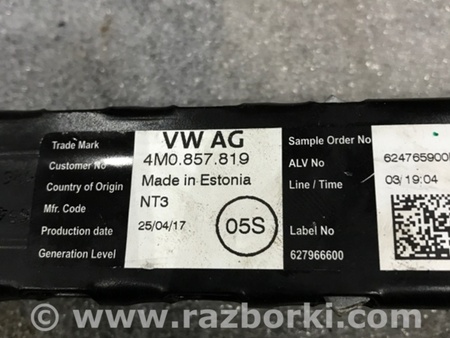 Trade Mark VW AG Sample Order No
Customer No 4M0.857.819 ALV No 624765900
Country of Origin Made in Estonia Line / Time 03/19:04
Mfr. Code NT3
Production date 25/04/17 05S Label No
Generation Level 627966600
© www.razborki.com